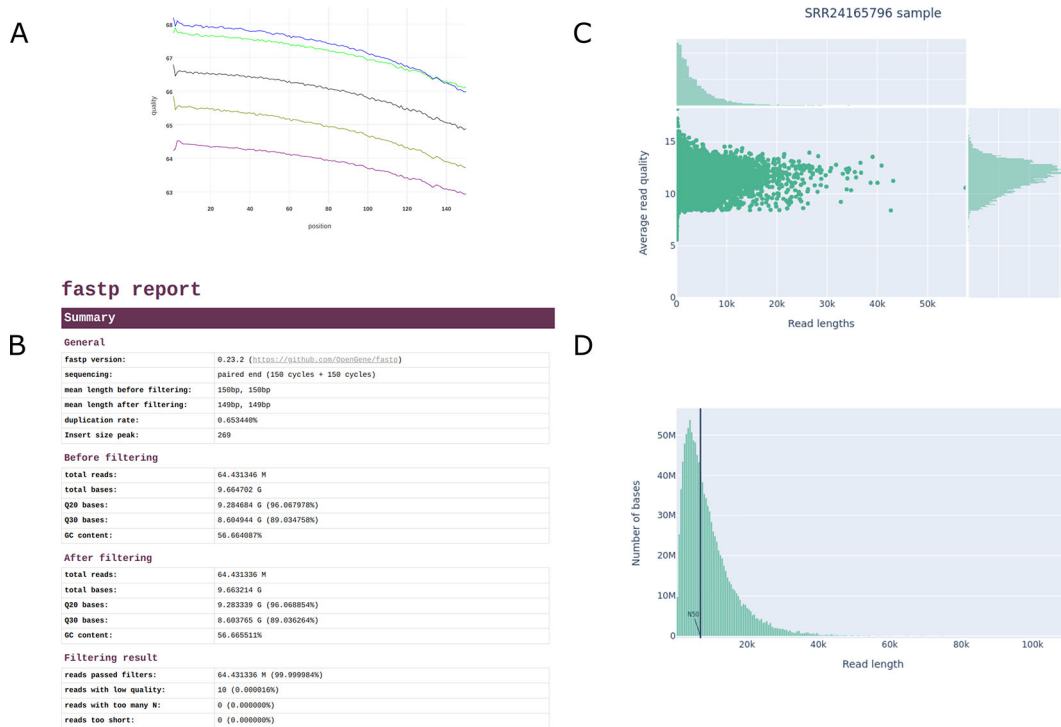 A
68
67
66
65
64
63
quality
20 40 60 80 100 120 140
position
fastp report
Summary
B
General
fastp version: 0.23.2 (https://github.com/OpenGene/fastp)
sequencing: paired end (150 cycles + 150 cycles)
mean length before filtering: 150bp, 150bp
mean length after filtering: 149bp, 149bp
duplication rate: 0.653440%
Insert size peak: 269
Before filtering
total reads: 64.431346 M
total bases: 9.664702 G
Q20 bases: 9.284684 G (96.067978%)
Q30 bases: 8.604944 G (89.034758%)
GC content: 56.664087%
After filtering
total reads: 64.431336 M
total bases: 9.663214 G
Q20 bases: 9.283339 G (96.068854%)
Q30 bases: 8.603765 G (89.036264%)
GC content: 56.665511%
Filtering result
reads passed filters: 64.431336 M (99.999984%)
reads with low quality: 10 (0.000016%)
reads with too many N: 0 (0.000000%)
reads too short: 0 (0.000000%)
C
SRR24165796 sample
15
10
5
0
Average read quality
0 10k 20k 30k 40k 50k
Read lengths
D
50M
40M
30M
20M
10M
0
Number of bases
N50
20k 40k 60k 80k 100k
Read length